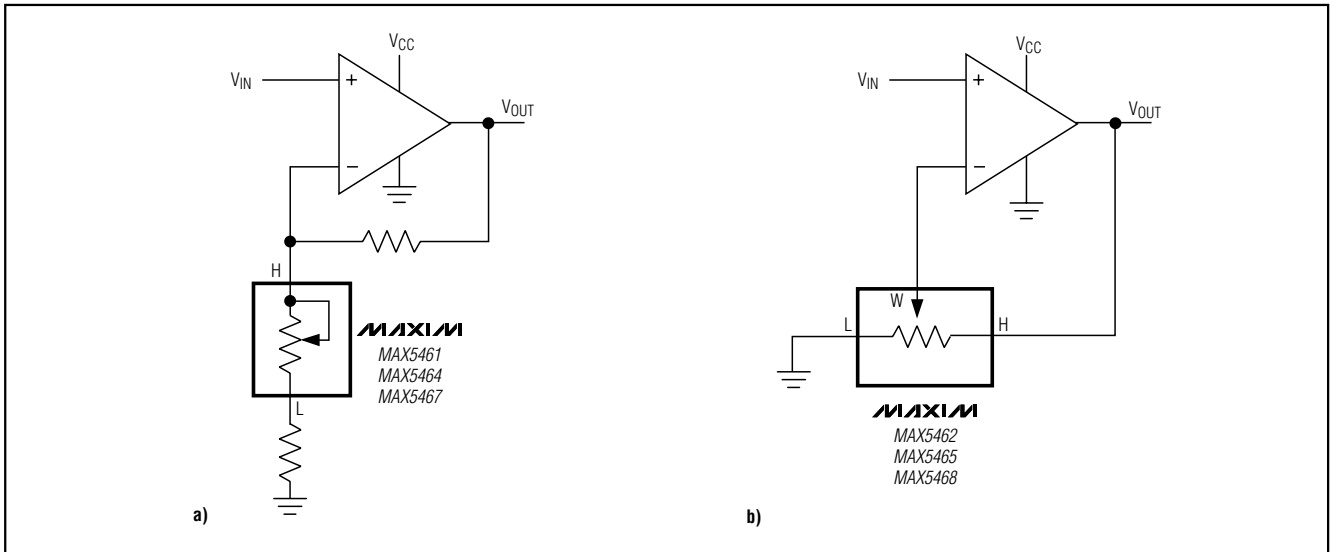 VCC
VIN
+
−
VOUT
H
MAXIM
MAX5461
MAX5464
MAX5467
L
a)
VCC
VIN
+
−
VOUT
W
L
H
MAXIM
MAX5462
MAX5465
MAX5468
b)